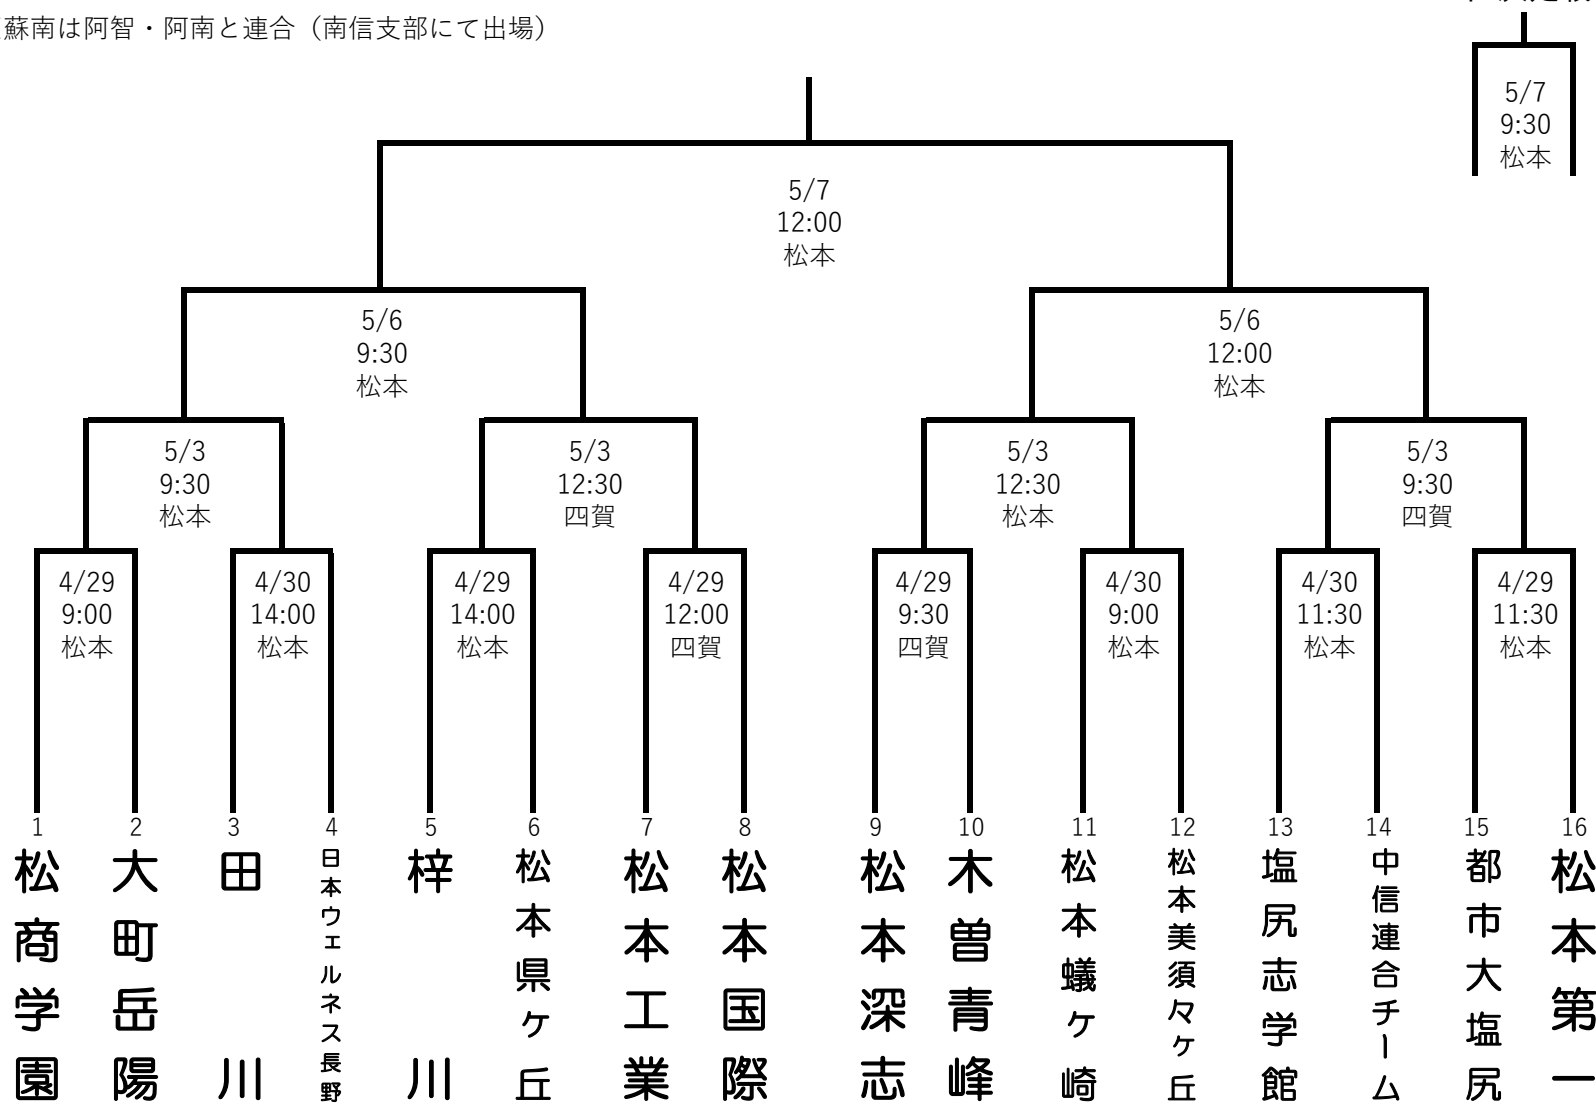 蘇南は阿智・阿南と連合（南信支部にて出場）
5/7
9:30
松本
5/7
12:00
松本
5/6
9:30
松本
5/6
12:00
松本
5/3
9:30
松本
5/3
12:30
四賀
5/3
12:30
松本
5/3
9:30
四賀
4/29
9:00
松本
4/30
14:00
松本
4/29
14:00
松本
4/29
12:00
四賀
4/29
9:30
四賀
4/30
9:00
松本
4/30
11:30
松本
4/29
11:30
松本
1
松商学園
2
大町岳陽
3
田川
4
日本ウェルネス長野
5
梓川
6
松本県ケ丘
7
松本工業
8
松本国際
9
松本深志
10
木曽青峰
11
松本蟻ケ崎
12
松本美須々ケ丘
13
塩尻志学館
14
中信連合チーム
15
都市大塩尻
16
松本第一